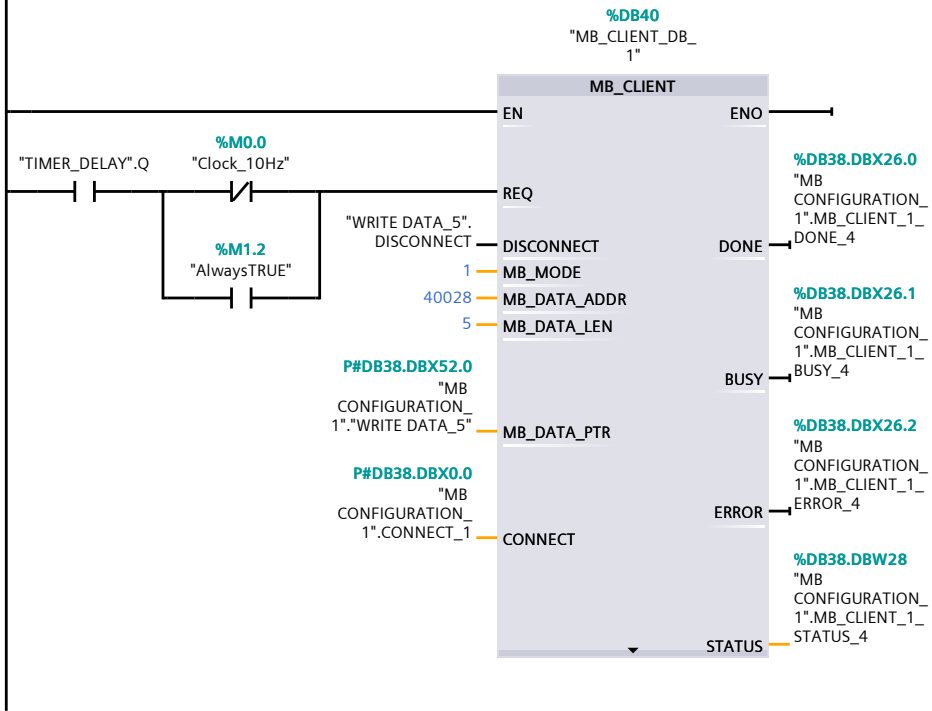 %DB40
"MB_CLIENT_DB_
1"
MB_CLIENT
EN
ENO
%M0.0
"TIMER_DELAY".Q
"Clock_10Hz"
%M1.2
"AlwaysTRUE"
REQ
"WRITE DATA_5".
DISCONNECT
DISCONNECT
1
MB_MODE
40028
MB_DATA_ADDR
5
MB_DATA_LEN
P#DB38.DBX52.0
"MB
CONFIGURATION_
1"."WRITE DATA_5"
MB_DATA_PTR
P#DB38.DBX0.0
"MB
CONFIGURATION_
1".CONNECT_1
CONNECT
%DB38.DBX26.0
"MB
CONFIGURATION_
1".MB_CLIENT_1_
DONE_4
DONE
%DB38.DBX26.1
"MB
CONFIGURATION_
1".MB_CLIENT_1_
BUSY_4
BUSY
%DB38.DBX26.2
"MB
CONFIGURATION_
1".MB_CLIENT_1_
ERROR_4
ERROR
%DB38.DBW28
"MB
CONFIGURATION_
1".MB_CLIENT_1_
STATUS_4
STATUS